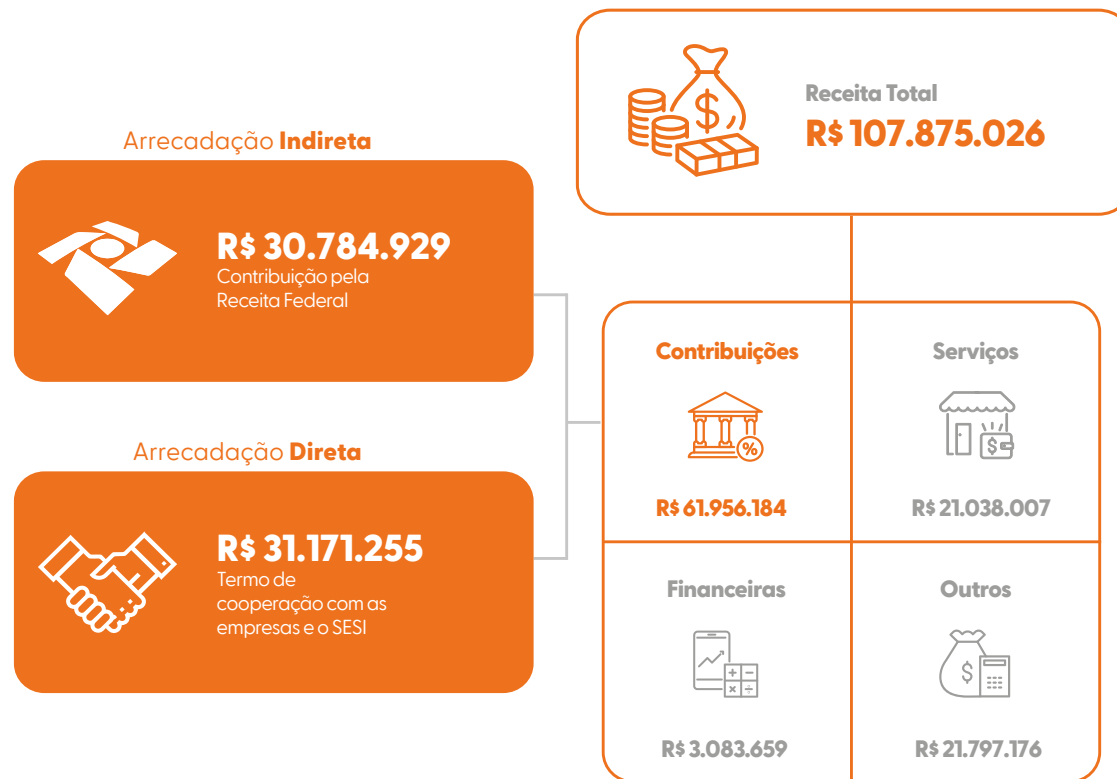 Receita Total
R$ 107.875.026
Arrecadação Indireta
R$ 30.784.929
Contribuição pela
Receita Federal
Arrecadação Direta
R$ 31.171.255
Termo de
cooperação com as
empresas e o SESI
Contribuições
%
R$ 61.956.184
Serviços
$
R$ 21.038.007
Financeiras
+ −
× ÷
R$ 3.083.659
Outros
$
R$ 21.797.176